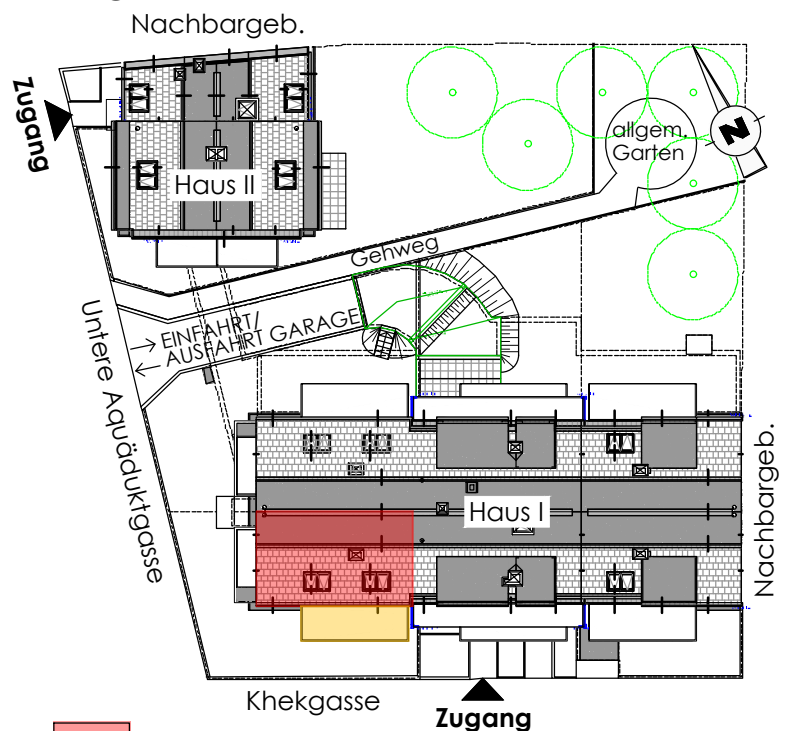 Nachbargeb.
Zugang
allgem.
Garten
N
Haus II
Gehweg
EINFAHRT/
AUSFAHRT GARAGE
Untere Aquäduktgasse
Haus I
Nachbargeb.
Khekgasse
Zugang